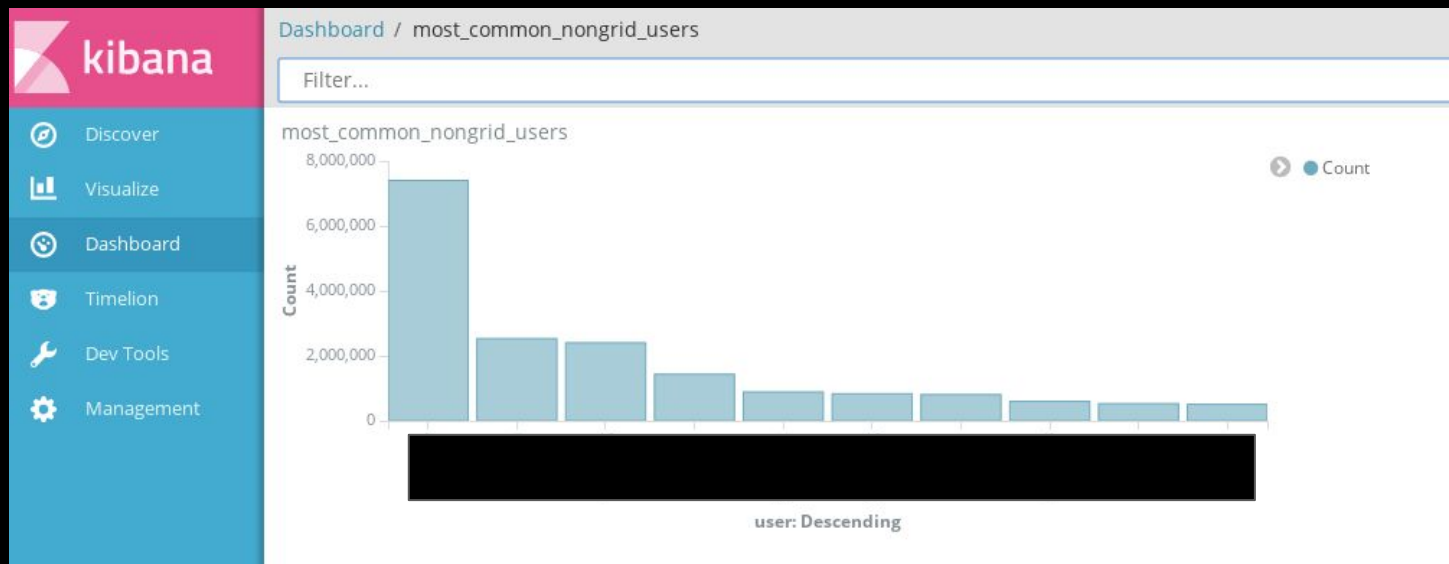 kibana
Discover
Visualize
Dashboard
Timelion
Dev Tools
Management
Dashboard / most_common_nongrid_users
Filter...
most_common_nongrid_users
Count
8,000,000
6,000,000
4,000,000
2,000,000
0
Count
user: Descending